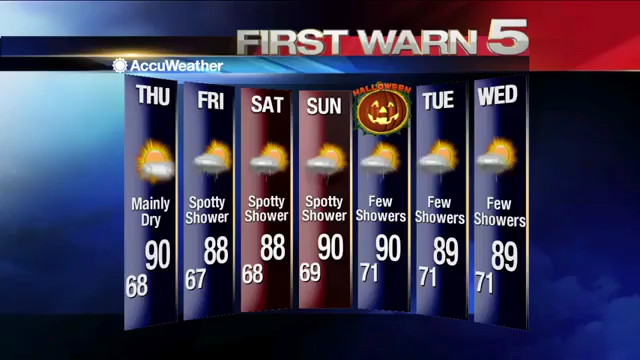 FIRST WARN 5
AccuWeather
THU
Mainly
Dry
90
68
FRI
Spotty
Shower
88
67
SAT
Spotty
Shower
88
68
SUN
Spotty
Shower
90
69
HALLOWEEN
Few
Showers
90
71
TUE
Few
Showers
89
71
WED
Few
Showers
89
71